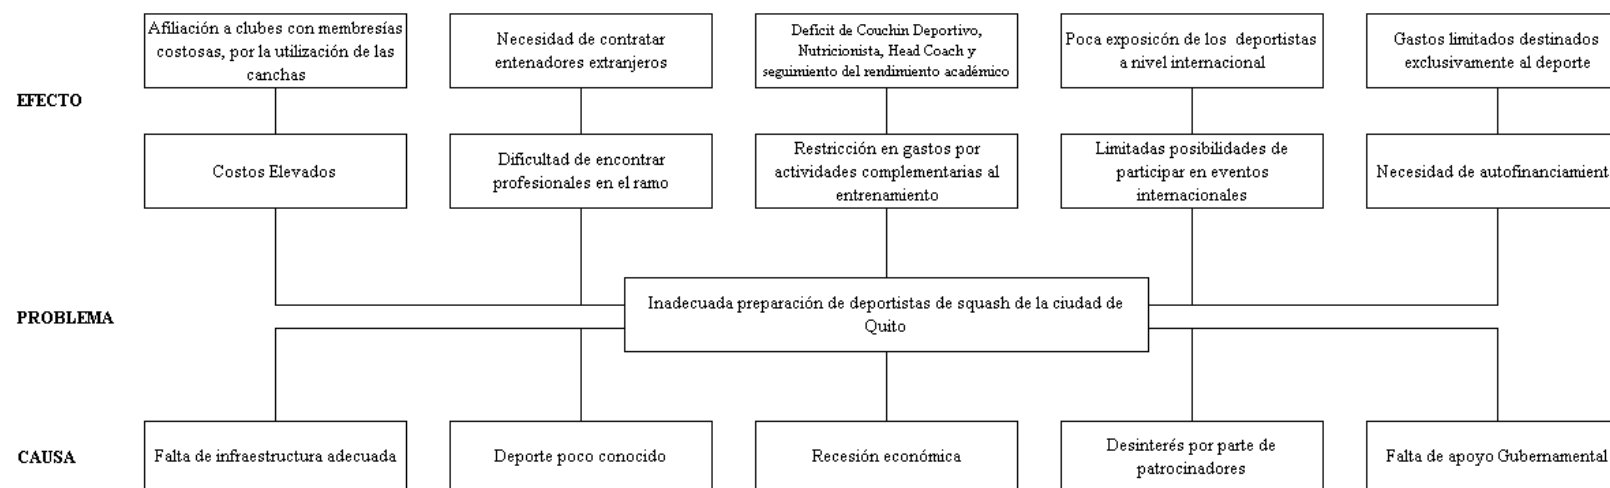 Afiliación a clubes con membresías
costosas, por la utilización de las
canchas
Necesidad de contratar
entenadores extranjeros
Deficit de Couchin Deportivo,
Nutricionista, Head Coach y
seguimiento del rendimiento académico
Poca exposicón de los deportistas
a nivel internacional
Gastos limitados destinados
exclusivamente al deporte
EFECTO
Costos Elevados
Dificultad de encontrar
profesionales en el ramo
Restricción en gastos por
actividades complementarias al
entrenamiento
Limitadas posibilidades de
participar en eventos
internacionales
Necesidad de autofinanciamient
PROBLEMA
Inadecuada preparación de deportistas de squash de la ciudad de
Quito
CAUSA
Falta de infraestructura adecuada
Deporte poco conocido
Recesión económica
Desinterés por parte de
patrocinadores
Falta de apoyo Gubernamental